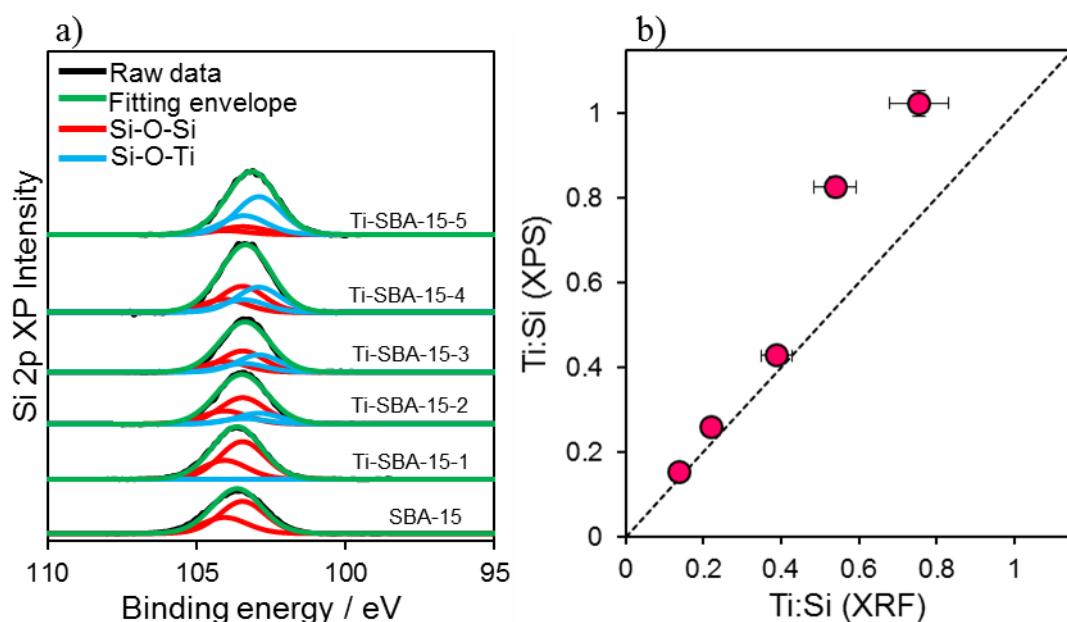 a)
Raw data
Fitting envelope
Si-O-Si
Si-O-Ti
Ti-SBA-15-5
Ti-SBA-15-4
Ti-SBA-15-3
Ti-SBA-15-2
Ti-SBA-15-1
SBA-15
Si 2p XP Intensity
110 105 100 95
Binding energy / eV
b)
Ti:Si (XPS)
1
0.8
0.6
0.4
0.2
0
0 0.2 0.4 0.6 0.8 1
Ti:Si (XRF)